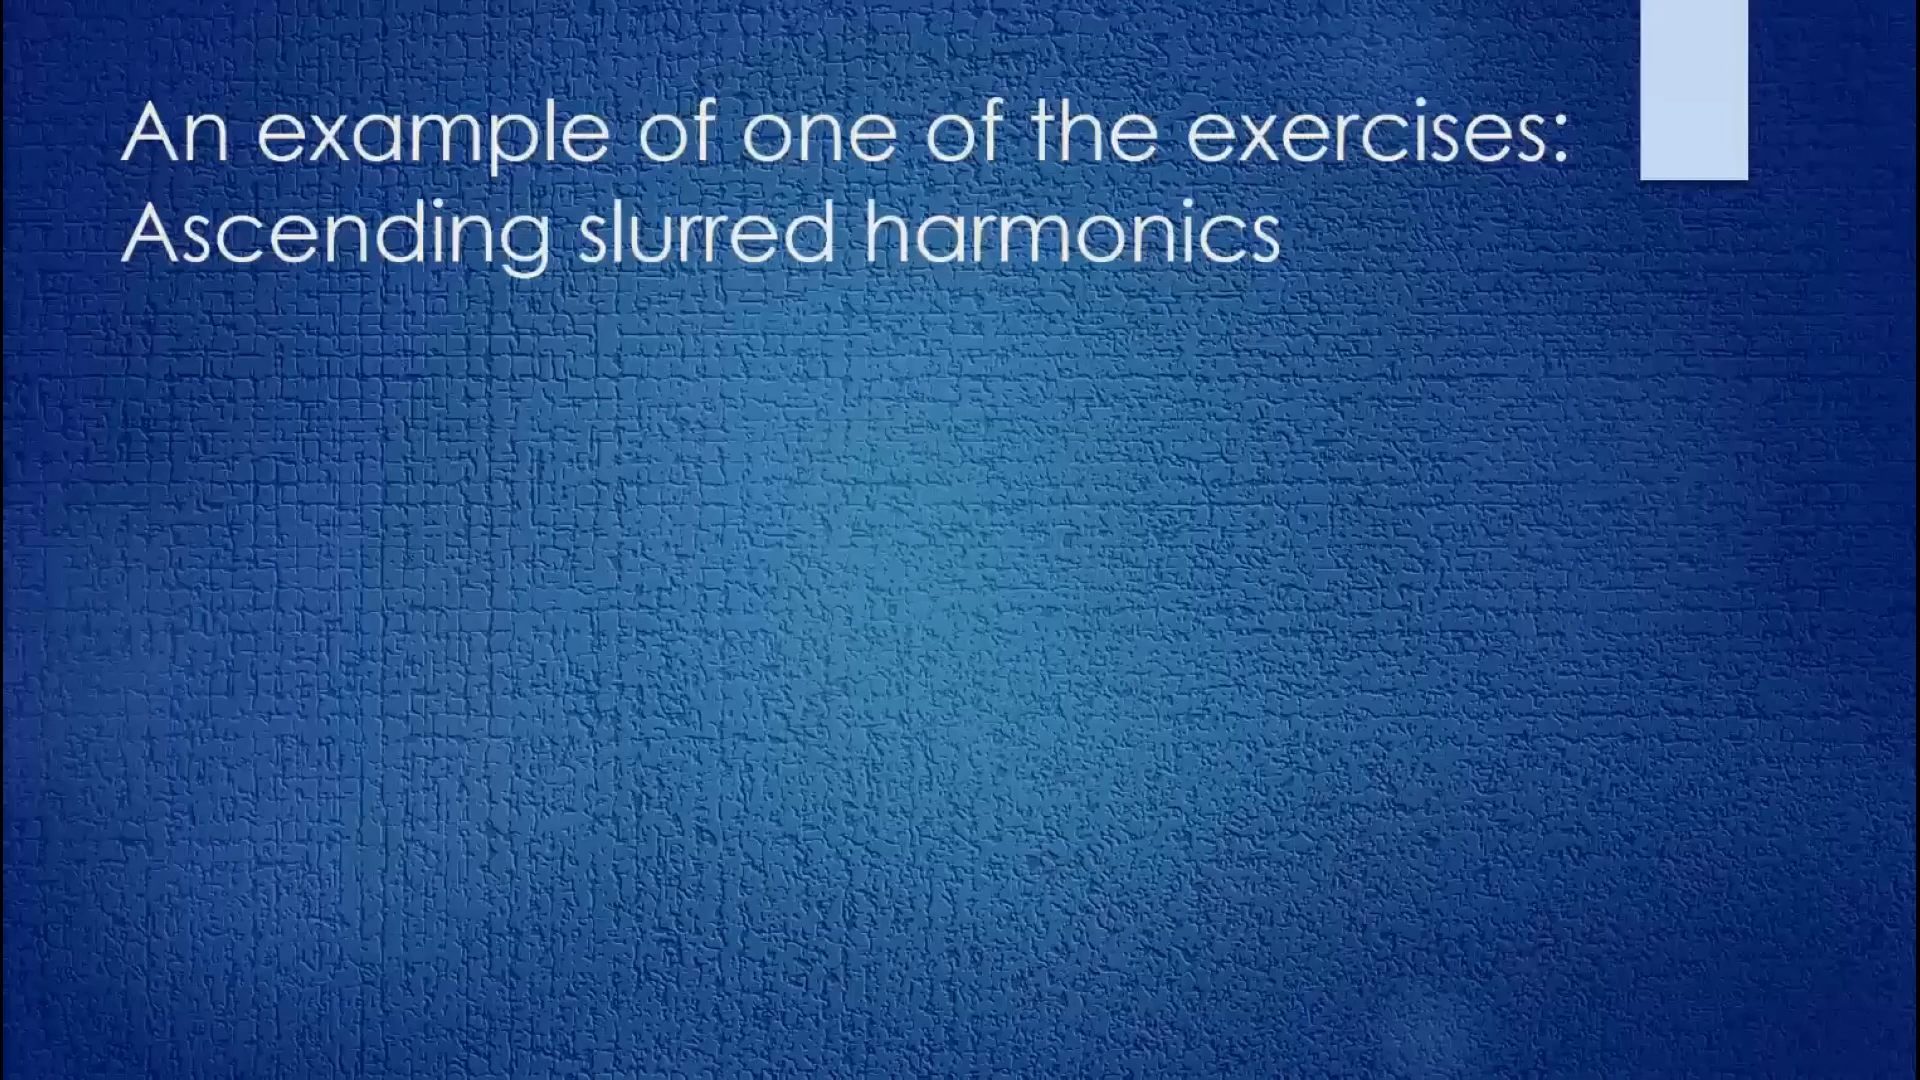 An example of one of the exercises:
Ascending slurred harmonics